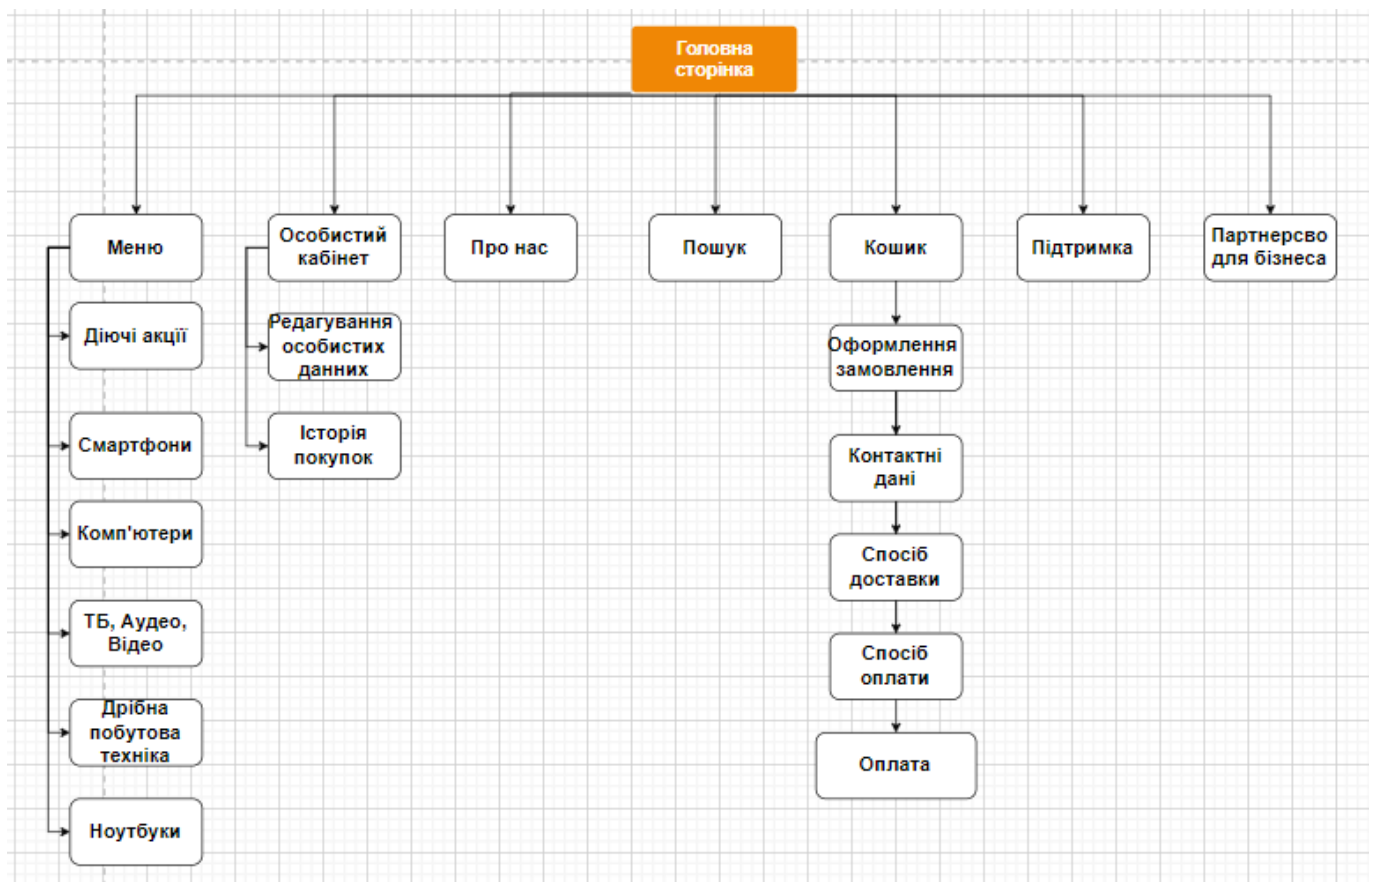 Головна
сторінка
Меню
Особистий
кабінет
Про нас
Пошук
Кошик
Підтримка
Партнерсво
для бізнеса
Діючі акції
Смартфони
Комп'ютери
ТБ, Аудео,
Відео
Дрібна
побутова
техніка
Ноутбуки
Редагування
особистих
данних
Історія
покупок
Оформлення
замовлення
Контактні
дані
Спосіб
доставки
Спосіб
оплати
Оплата